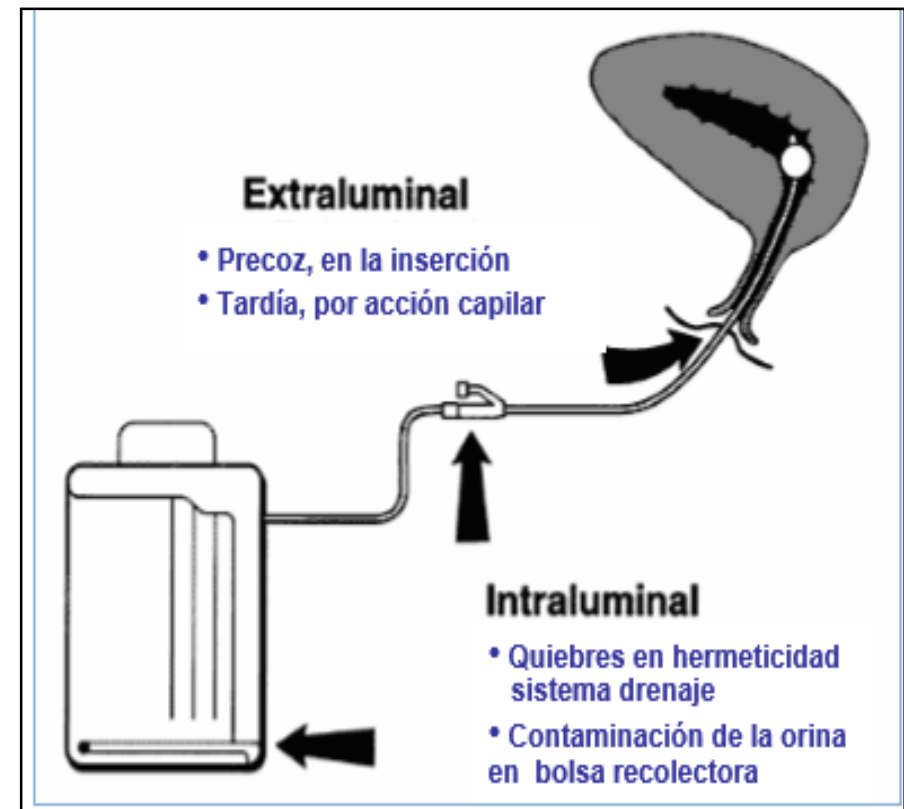 Extraluminal
• Precoz, en la inserción
• Tardía, por acción capilar
Intraluminal
• Quiebres en hermeticidad
sistema drenaje
• Contaminación de la orina
en bolsa recolectora